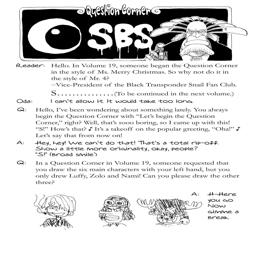 Question Corner
SBS
Reader: Hello. In Volume 19, someone began the Question Corner
in the style of Ms. Merry Christmas. So why not do it in
the style of Mr. 4?
--Vice-President of the Black Transponder Snail Fan Club.
S...............(To be continued in the next volume.)
Oda: I can't allow it. It would take too long.
Q: Hello, I've been wondering about something lately. You always
begin the Question Corner with "Let's begin the Question
Corner," right? Well, that's sooo boring, so I came up with this!
"S!" How's that? ♪ It's a takeoff on the popular greeting, "Oha!" ♪
Let's say that from now on!
A: Hey, hey! We can't do that! That's a total rip-off.
Show a little more originality, okay, people?
"S!" (Broad smile)
Q: In a Question Corner in Volume 19, someone requested that
you draw the six main characters with your left hand, but you
only drew Luffy, Zolo and Nami! Can you please draw the other
three?
A: H-Here
you go
Now
gimme a
break.